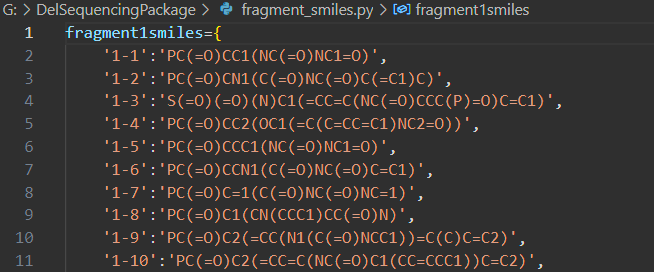 G: > DelSequencingPackage > fragment_smiles.py > fragment1smiles
1 fragment1smiles={
2 '1-1':'PC(=O)CC1(NC(=O)NC1=O)',
3 '1-2':'PC(=O)CN1(C(=O)NC(=O)C(=C1)C)',
4 '1-3':'S(=O)(=O)(N)C1(=CC=C(NC(=O)CCC(P)=O)C=C1)',
5 '1-4':'PC(=O)CC2(OC1(=C(C=CC=C1)NC2=O))',
6 '1-5':'PC(=O)CCC1(NC(=O)NC1=O)',
7 '1-6':'PC(=O)CCN1(C(=O)NC(=O)C=C1)',
8 '1-7':'PC(=O)C=1(C(=O)NC(=O)NC=1)',
9 '1-8':'PC(=O)C1(CN(CCC1)CC(=O)N)',
10 '1-9':'PC(=O)C2(=CC(N1(C(=O)NCC1))=C(C)C=C2)',
11 '1-10':'PC(=O)C2(=CC=C(NC(=O)C1(CC=CCC1))C=C2)',